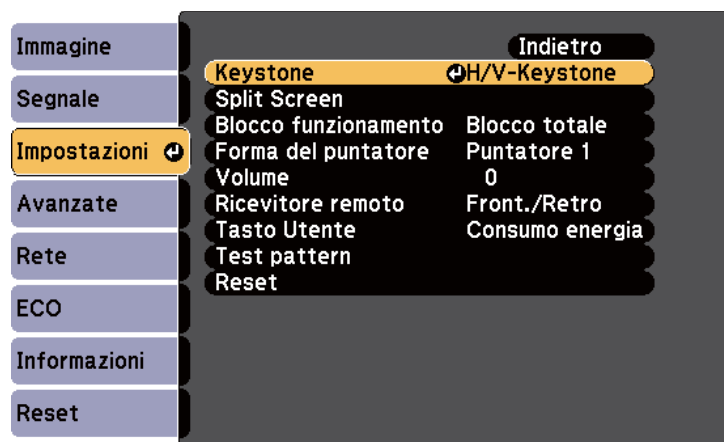 Immagine
Segnale
Impostazioni
Avanzate
Rete
ECO
Informazioni
Reset
Indietro
Keystone H/V-Keystone
Split Screen
Blocco funzionamento Blocco totale
Forma del puntatore Puntatore 1
Volume 0
Ricevitore remoto Front./Retro
Tasto Utente Consumo energia
Test pattern
Reset